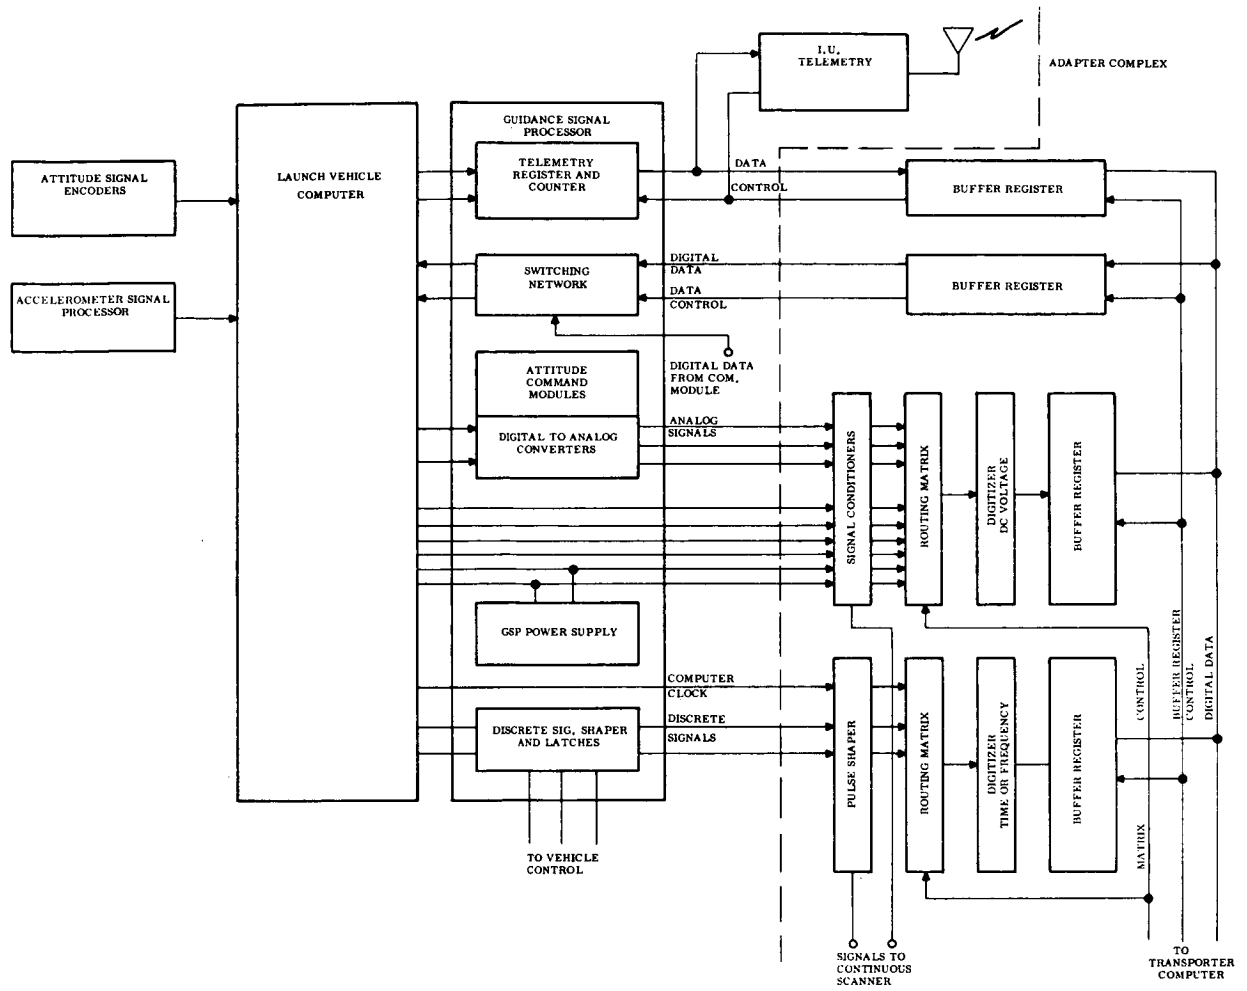 I.U.
TELEMETRY
ADAPTER COMPLEX
GUIDANCE SIGNAL
PROCESSOR
ATTITUDE SIGNAL
ENCODERS
LAUNCH VEHICLE
COMPUTER
TELEMETRY
REGISTER AND
COUNTER
DATA
CONTROL
BUFFER REGISTER
SWITCHING
NETWORK
DIGITAL
DATA
DATA
CONTROL
BUFFER REGISTER
ACCELEROMETER SIGNAL
PROCESSOR
DIGITAL DATA
FROM COM.
MODULE
ATTITUDE
COMMAND
MODULES
DIGITAL TO ANALOG
CONVERTERS
ANALOG
SIGNALS
SIGNAL CONDITIONERS
ROUTING MATRIX
DIGITIZER
DC VOLTAGE
BUFFER REGISTER
GSP POWER SUPPLY
COMPUTER
CLOCK
DISCRETE SIG. SHAPER
AND LATCHES
DISCRETE
SIGNALS
PULSE SHAPER
ROUTING MATRIX
DIGITIZER
TIME OR FREQUENCY
BUFFER REGISTER
MATRIX CONTROL
BUFFER REGISTER
CONTROL
DIGITAL DATA
TO VEHICLE
CONTROL
SIGNALS TO
CONTINUOUS
SCANNER
TO
TRANSPORTER
COMPUTER